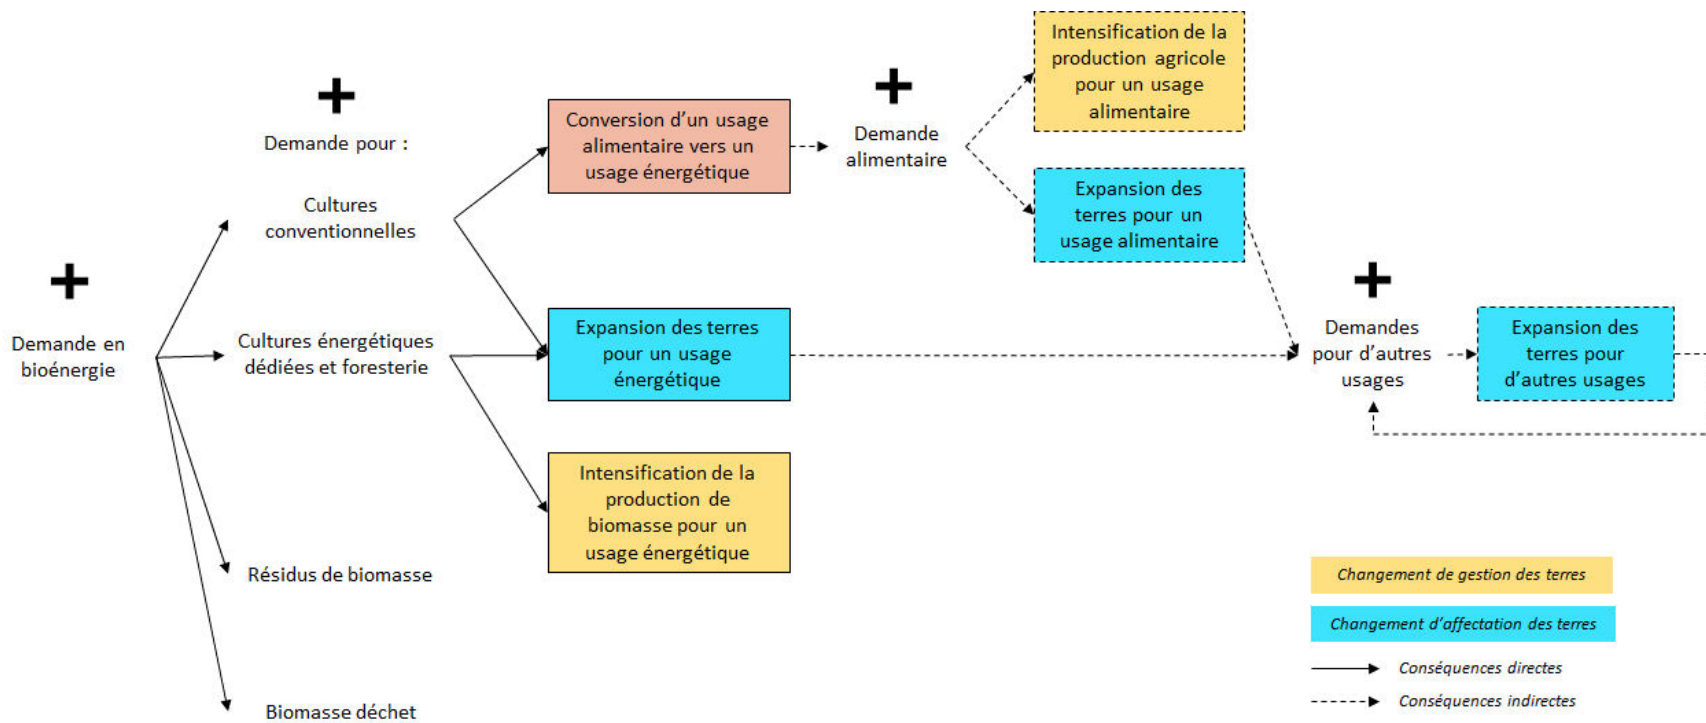 Demande en
bioénergie
Demande pour :
Cultures
conventionnelles
Cultures énergétiques
dédiées et foresterie
Résidus de biomasse
Biomasse déchet
Conversion d'un usage
alimentaire vers un
usage énergétique
Expansion des terres
pour un usage
énergétique
Intensification de la
production de
biomasse pour un
usage énergétique
Demande
alimentaire
Intensification de la
production agricole
pour un usage
alimentaire
Expansion des
terres pour un
usage alimentaire
Demandes
pour d'autres
usages
Expansion des
terres pour
d'autres usages
Changement de gestion des terres
Changement d'affectation des terres
Conséquences directes
Conséquences indirectes